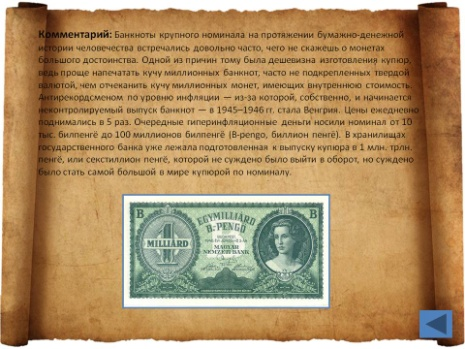 Комментарий: Банкноты крупного номинала на протяжении бумажно-денежной
истории человечества встречались довольно часто, чего не скажешь о монетах
большого достоинства. Одной из причин тому была дешевизна изготовления купюр,
ведь проще напечатать кучу миллионных банкнот, часто не подкрепленных твердой
валютой, чем отчеканить кучу миллионных монет, имеющих внутреннюю стоимость.
Антирекордсменом по уровню инфляции — из-за которой, собственно, и начинается
неконтролируемый выпуск банкнот — в 1945–1946 гг. стала Венгрия. Цены ежедневно
поднимались в 5 раз. Очередные гиперинфляционные деньги носили номинал от 10
тыс. билпенгё до 100 миллионов билпенгё (B-pengo, биллион пенгё). В хранилищах
государственного банка уже лежала подготовленная к выпуску купюра в 1 млн. трлн.
пенгё, или секстиллион пенгё, которой не суждено было выйти в оборот, но суждено
было стать самой большой в мире купюрой по номиналу.
B B
EGYMILLIÁRD
B.-PENGŐ
1
MILLIÁRD
MAGYAR
NEMZETI BANK